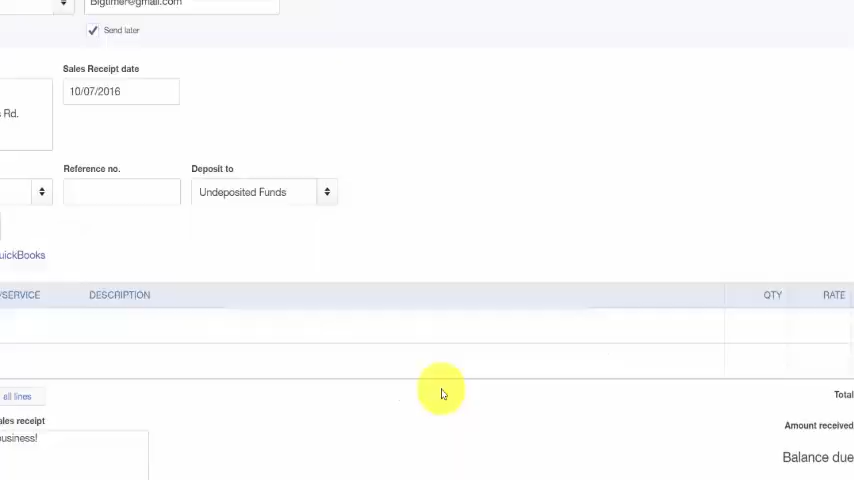 Bigtimer@gmail.com
Send later
Sales Receipt date
10/07/2016
Rd.
Reference no.
Deposit to
Undeposited Funds
uickBooks
/SERVICE
DESCRIPTION
QTY
RATE
all lines
Total
ales receipt
Amount received
business!
Balance due